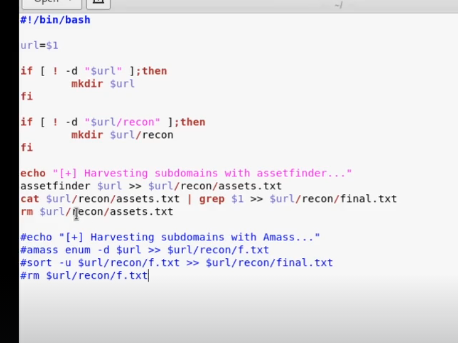 Open
~/
#!/bin/bash
url=$1
if [ ! -d "$url" ];then
mkdir $url
fi
if [ ! -d "$url/recon" ];then
mkdir $url/recon
fi
echo "[+] Harvesting subdomains with assetfinder..."
assetfinder $url >> $url/recon/assets.txt
cat $url/recon/assets.txt | grep $1 >> $url/recon/final.txt
rm $url/recon/assets.txt
#echo "[+] Harvesting subdomains with Amass..."
#amass enum -d $url >> $url/recon/f.txt
#sort -u $url/recon/f.txt >> $url/recon/final.txt
#rm $url/recon/f.txt